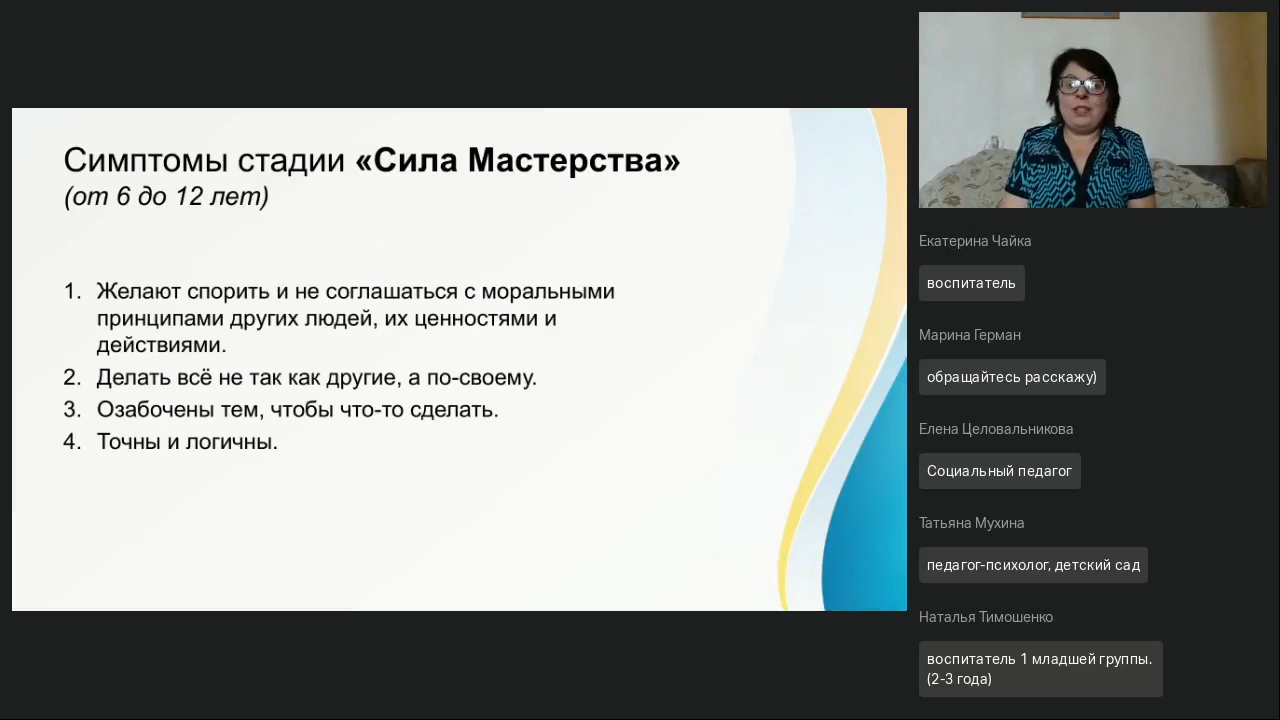 Симптомы стадии «Сила Мастерства»
(от 6 до 12 лет)
1. Желают спорить и не соглашаться с моральными
принципами других людей, их ценностями и
действиями.
2. Делать всё не так как другие, а по-своему.
3. Озабочены тем, чтобы что-то сделать.
4. Точны и логичны.
Екатерина Чайка
воспитатель
Марина Герман
обращайтесь расскажу)
Елена Целовальникова
Социальный педагог
Татьяна Мухина
педагог-психолог, детский сад
Наталья Тимошенко
воспитатель 1 младшей группы.
(2-3 года)